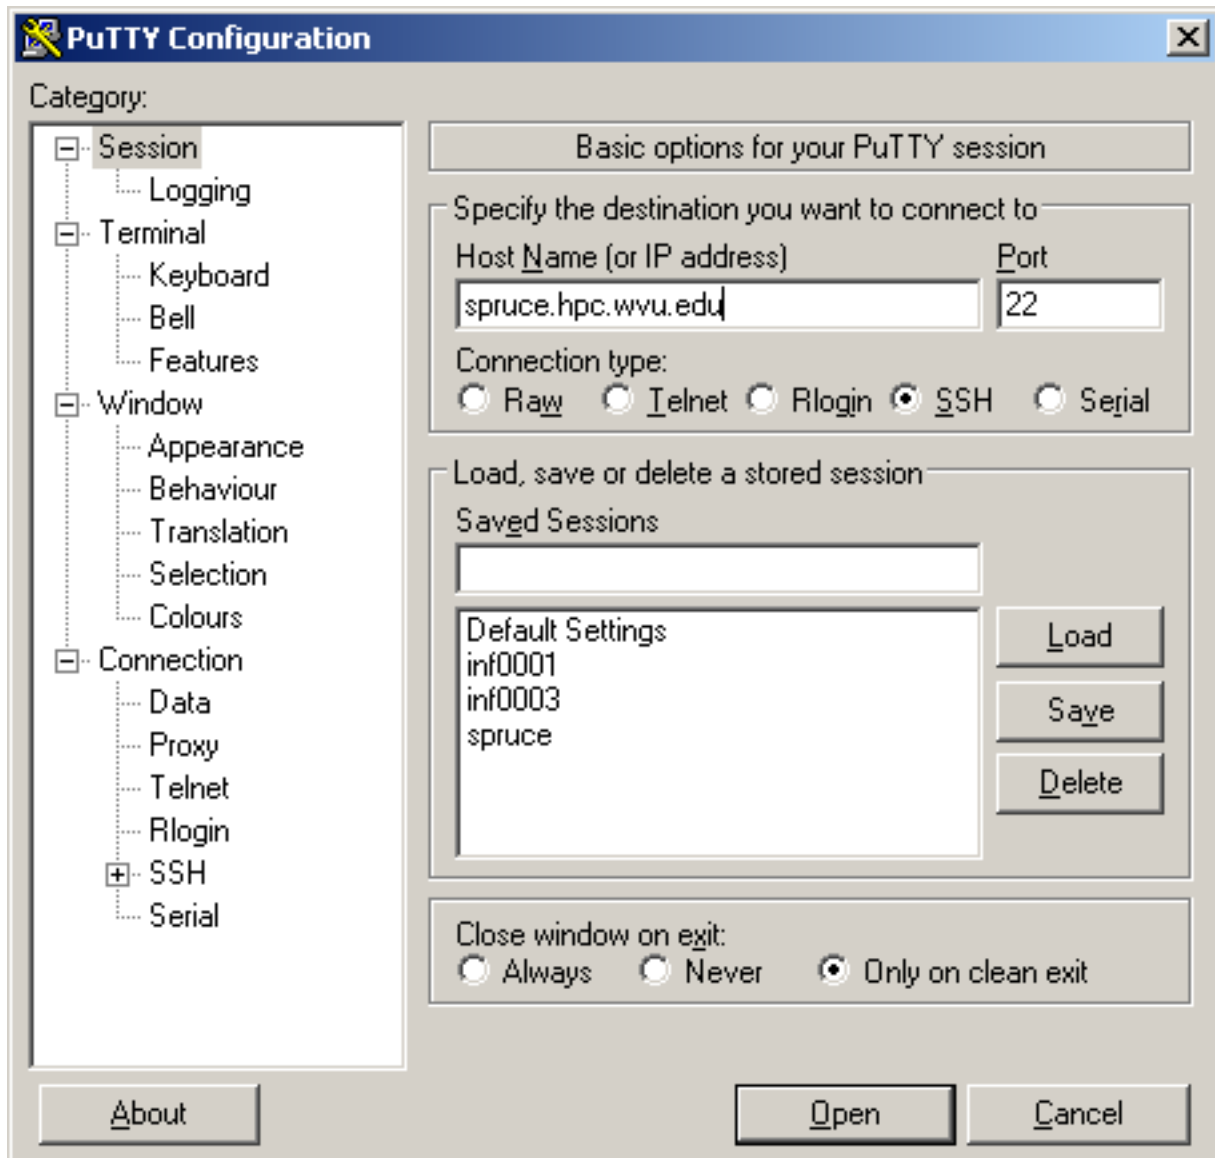 PuTTY Configuration
Category:
Session
Logging
Terminal
Keyboard
Bell
Features
Window
Appearance
Behaviour
Translation
Selection
Colours
Connection
Data
Proxy
Telnet
Rlogin
SSH
Serial
Basic options for your PuTTY session
Specify the destination you want to connect to
Host Name (or IP address) Port
spruce.hpc.wvu.edu 22
Connection type:
Raw Telnet Rlogin SSH Serial
Load, save or delete a stored session
Saved Sessions
Default Settings
inf0001
inf0003
spruce
Load
Save
Delete
Close window on exit:
Always Never Only on clean exit
About Open Cancel